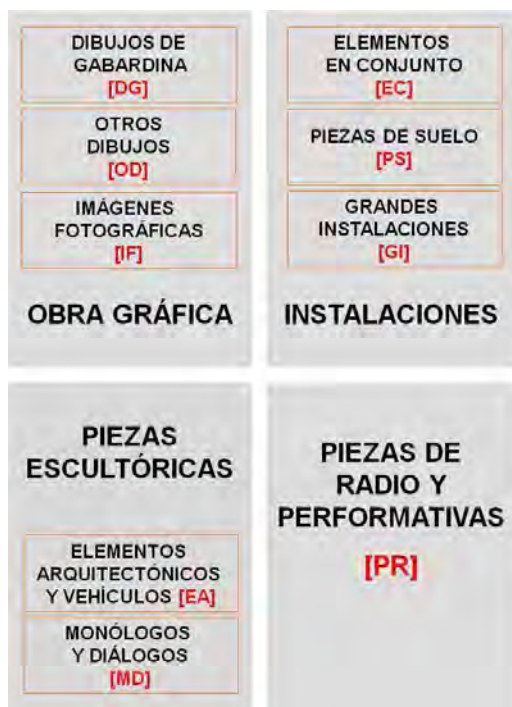 DIBUJOS DE
GABARDINA
[DG]
OTROS
DIBUJOS
[OD]
IMÁGENES
FOTOGRÁFICAS
[IF]
OBRA GRÁFICA
ELEMENTOS
EN CONJUNTO
[EC]
PIEZAS DE SUELO
[PS]
GRANDES
INSTALACIONES
[GI]
INSTALACIONES
PIEZAS
ESCULTÓRICAS
ELEMENTOS
ARQUITECTÓNICOS
Y VEHÍCULOS [EA]
MONÓLOGOS
Y DIÁLOGOS
[MD]
PIEZAS DE
RADIO Y
PERFORMATIVAS
[PR]